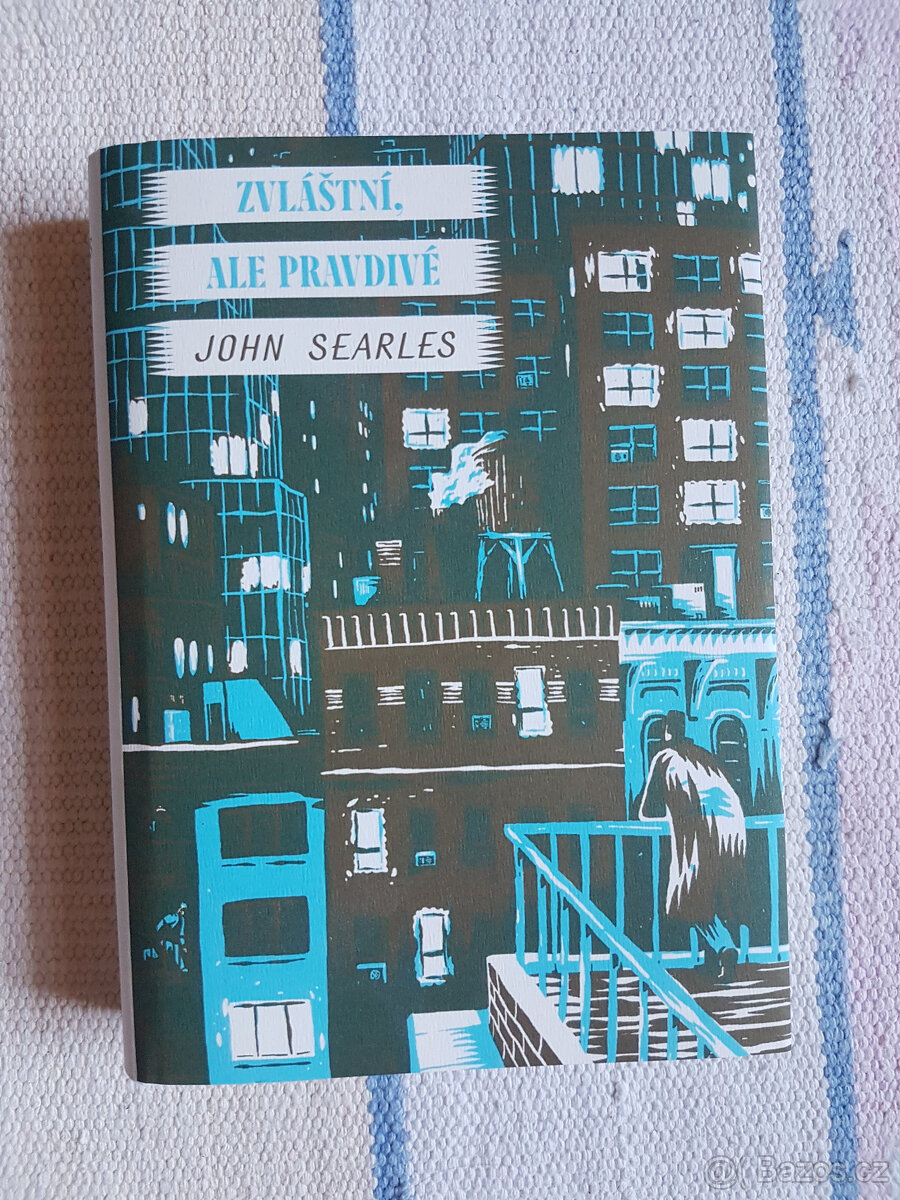 ZVLÁŠTNÍ,
ALE PRAVDIVÉ
JOHN SEARLES
Bazos.cz